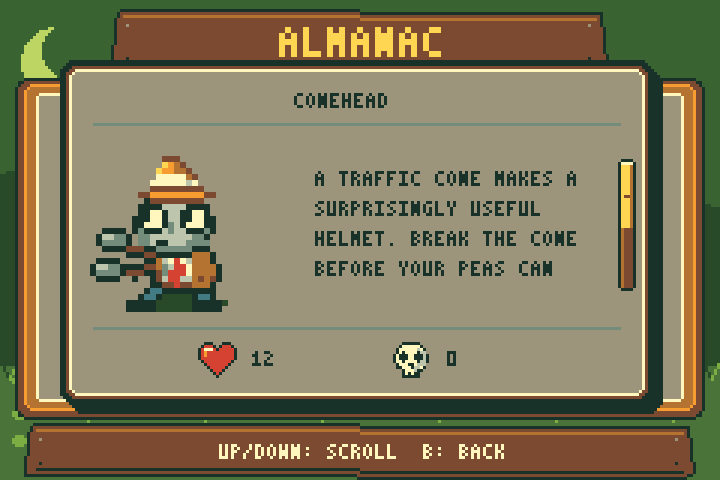 ALMANAC
CONEHEAD
A TRAFFIC CONE MAKES A
SURPRISINGLY USEFUL
HELMET. BREAK THE CONE
BEFORE YOUR PEAS CAN
12
0
UP/DOWN: SCROLL B: BACK